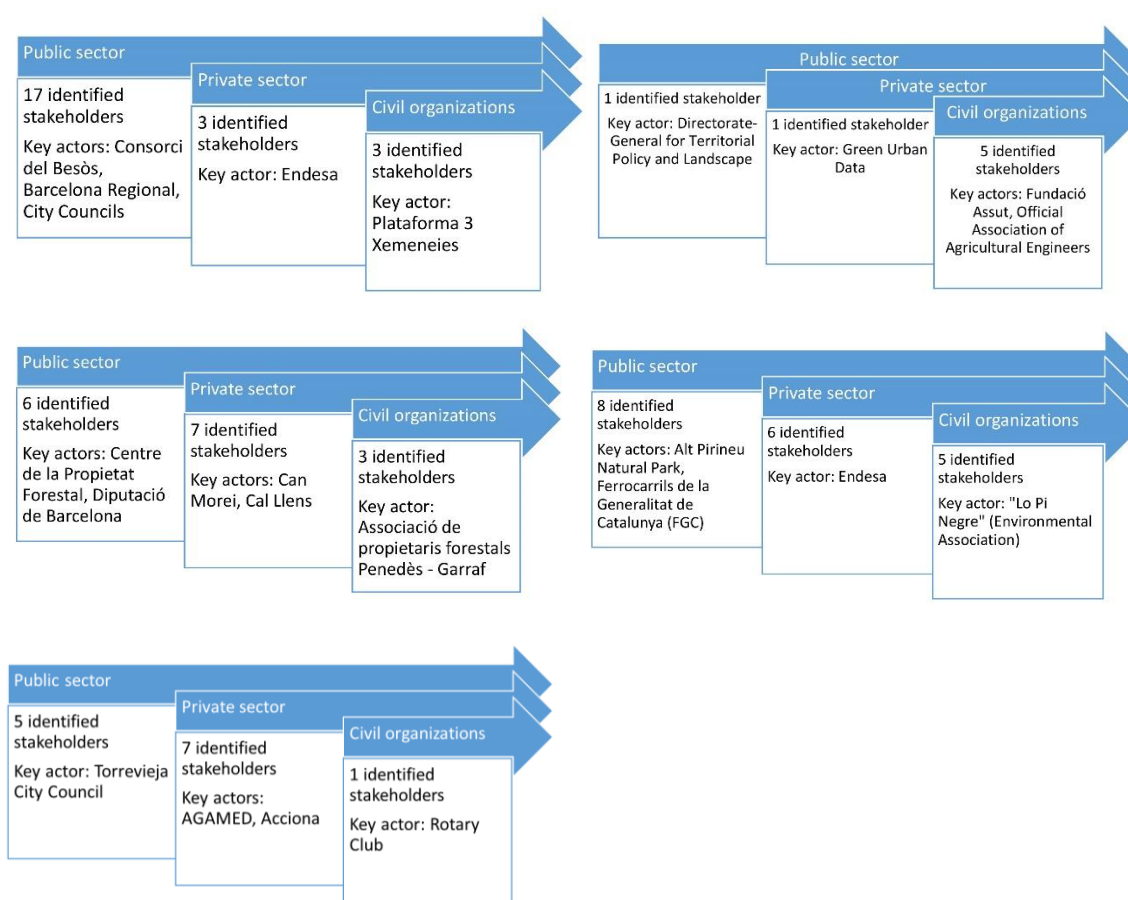 Public sector
17 identified
stakeholders
Key actors: Consorci
del Besòs,
Barcelona Regional,
City Councils
Private sector
3 identified
stakeholders
Key actor: Endesa
Civil organizations
3 identified
stakeholders
Key actor:
Plataforma 3
Xemeneies
Public sector
1 identified stakeholder
Key actor: Directorate-
General for Territorial
Policy and Landscape
Private sector
1 identified stakeholder
Key actor: Green Urban
Data
Civil organizations
5 identified
stakeholders
Key actors: Fundació
Assut, Official
Association of
Agricultural Engineers
Public sector
6 identified
stakeholders
Key actors: Centre
de la Propietat
Forestal, Diputació
de Barcelona
Private sector
7 identified
stakeholders
Key actors: Can
Morei, Cal Llens
Civil organizations
3 identified
stakeholders
Key actor:
Associació de
propietaris forestals
Penedès - Garraf
Public sector
8 identified
stakeholders
Key actors: Alt Pirineu
Natural Park,
Ferrocarrils de la
Generalitat de
Catalunya (FGC)
Private sector
6 identified
stakeholders
Key actor: Endesa
Civil organizations
5 identified
stakeholders
Key actor: "Lo Pi
Negre" (Environmental
Association)
Public sector
5 identified
stakeholders
Key actor: Torrevieja
City Council
Private sector
7 identified
stakeholders
Key actors:
AGAMED, Acciona
Civil organizations
1 identified
stakeholders
Key actor: Rotary
Club